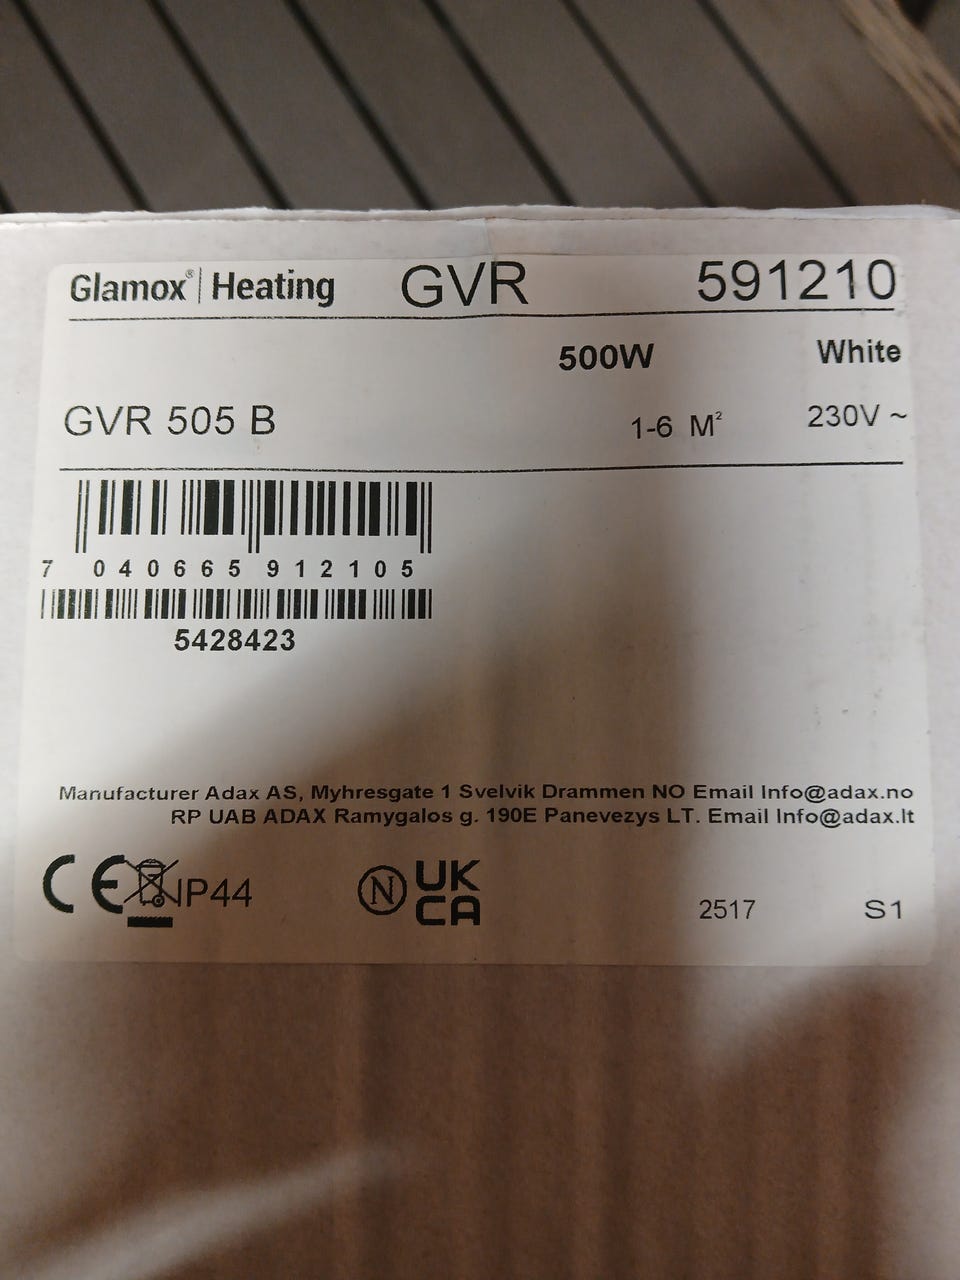 Glamox® | Heating GVR 591210
500W White
GVR 505 B 1-6 M² 230V ~
7 040665 912105
5428423
Manufacturer Adax AS, Myhresgate 1 Svelvik Drammen NO Email Info@adax.no
RP UAB ADAX Ramygalos g. 190E Panevezys LT. Email Info@adax.lt
CE IP44 N UK
CA
2517 S1